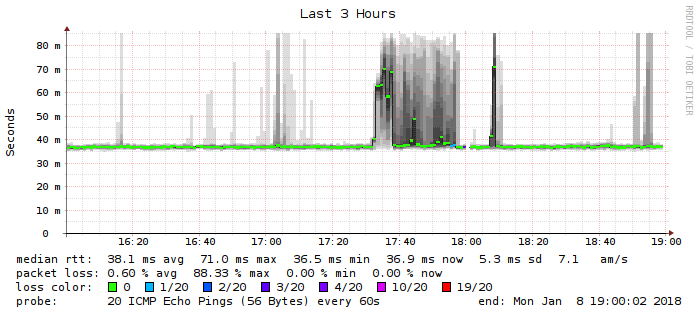 Last 3 Hours
RRDTOOL / TOBI OETIKER
Seconds
80 m
70 m
60 m
50 m
40 m
30 m
20 m
10 m
0
16:20 16:40 17:00 17:20 17:40 18:00 18:20 18:40 19:00
median rtt: 38.1 ms avg 71.0 ms max 36.5 ms min 36.9 ms now 5.3 ms sd 7.1 am/s
packet loss: 0.60 % avg 88.33 % max 0.00 % min 0.00 % now
loss color: 0 1/20 2/20 3/20 4/20 10/20 19/20
probe: 20 ICMP Echo Pings (56 Bytes) every 60s end: Mon Jan 8 19:00:02 2018